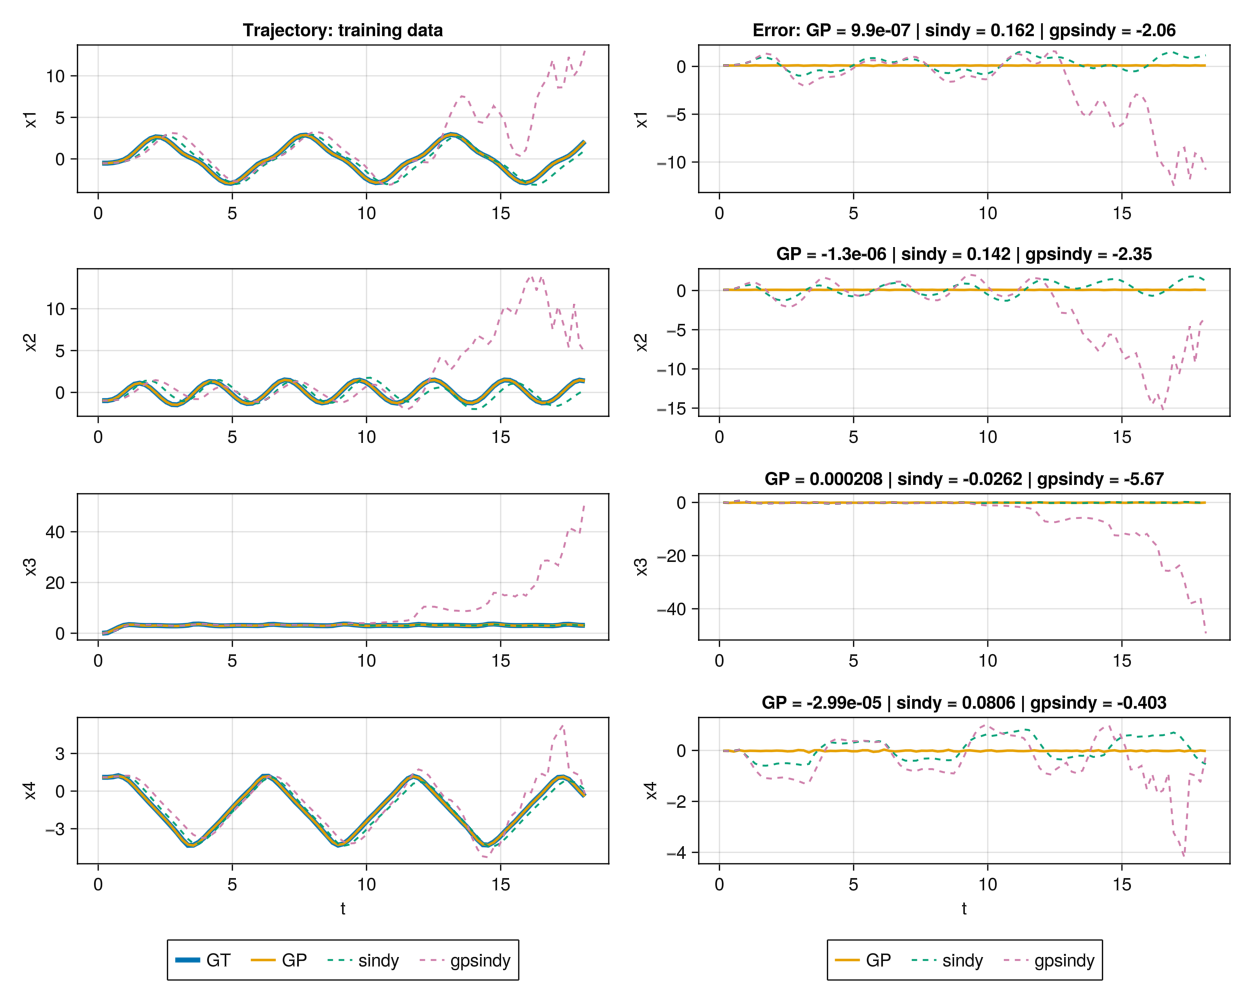 Trajectory: training data
x1
10
5
0
0 5 10 15
Error: GP = 9.9e-07 | sindy = 0.162 | gpsindy = -2.06
x1
0
−5
−10
0 5 10 15
x2
10
5
0
0 5 10 15
GP = -1.3e-06 | sindy = 0.142 | gpsindy = -2.35
x2
0
−5
−10
−15
0 5 10 15
x3
40
20
0
0 5 10 15
GP = 0.000208 | sindy = -0.0262 | gpsindy = -5.67
x3
0
−20
−40
0 5 10 15
x4
3
0
−3
0 5 10 15
t
GP = -2.99e-05 | sindy = 0.0806 | gpsindy = -0.403
x4
0
−2
−4
0 5 10 15
t
GT GP sindy gpsindy
GP sindy gpsindy